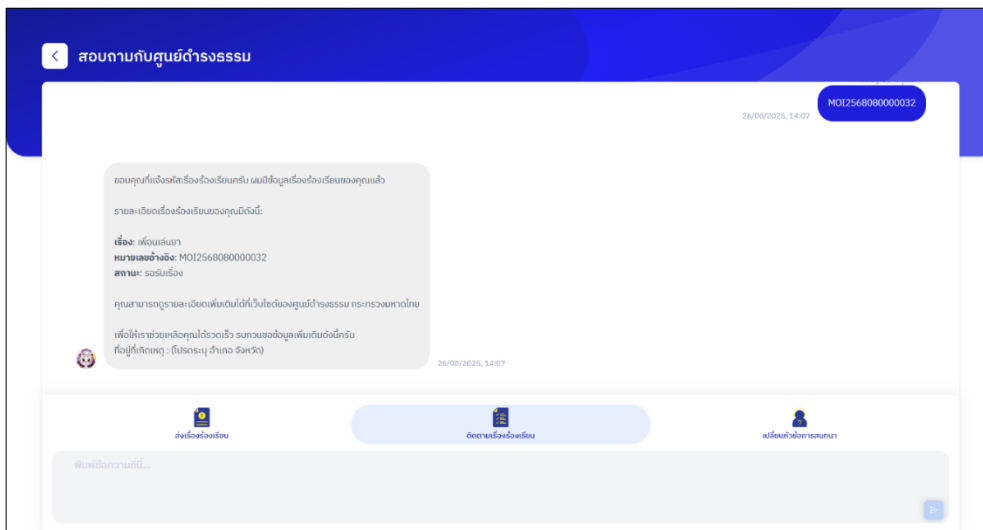 สอบถามกับศูนย์ดำรงธรรม
MOI2568080000032
26/08/2025, 14:07
ขอบคุณที่แจ้งรหัสเรื่องร้องเรียนครับ ผมมีข้อมูลเรื่องร้องเรียนของคุณแล้ว
รายละเอียดเรื่องร้องเรียนของคุณมีดังนี้:
เรื่อง: เพื่อนเล่นยา
หมายเลขอ้างอิง: MOI2568080000032
สถานะ: รอรับเรื่อง
คุณสามารถดูรายละเอียดเพิ่มเติมได้ที่เว็บไซต์ของศูนย์ดำรงธรรม กระทรวงมหาดไทย
เพื่อให้เราช่วยเหลือคุณได้รวดเร็ว รบกวนขอข้อมูลเพิ่มเติมดังนี้ครับ
ที่อยู่ที่เกิดเหตุ : (โปรดระบุ อำเภอ จังหวัด)
26/08/2025, 14:07
ส่งเรื่องร้องเรียน
ติดตามเรื่องร้องเรียน
เปลี่ยนหัวข้อการสนทนา
พิมพ์ข้อความที่นี่...